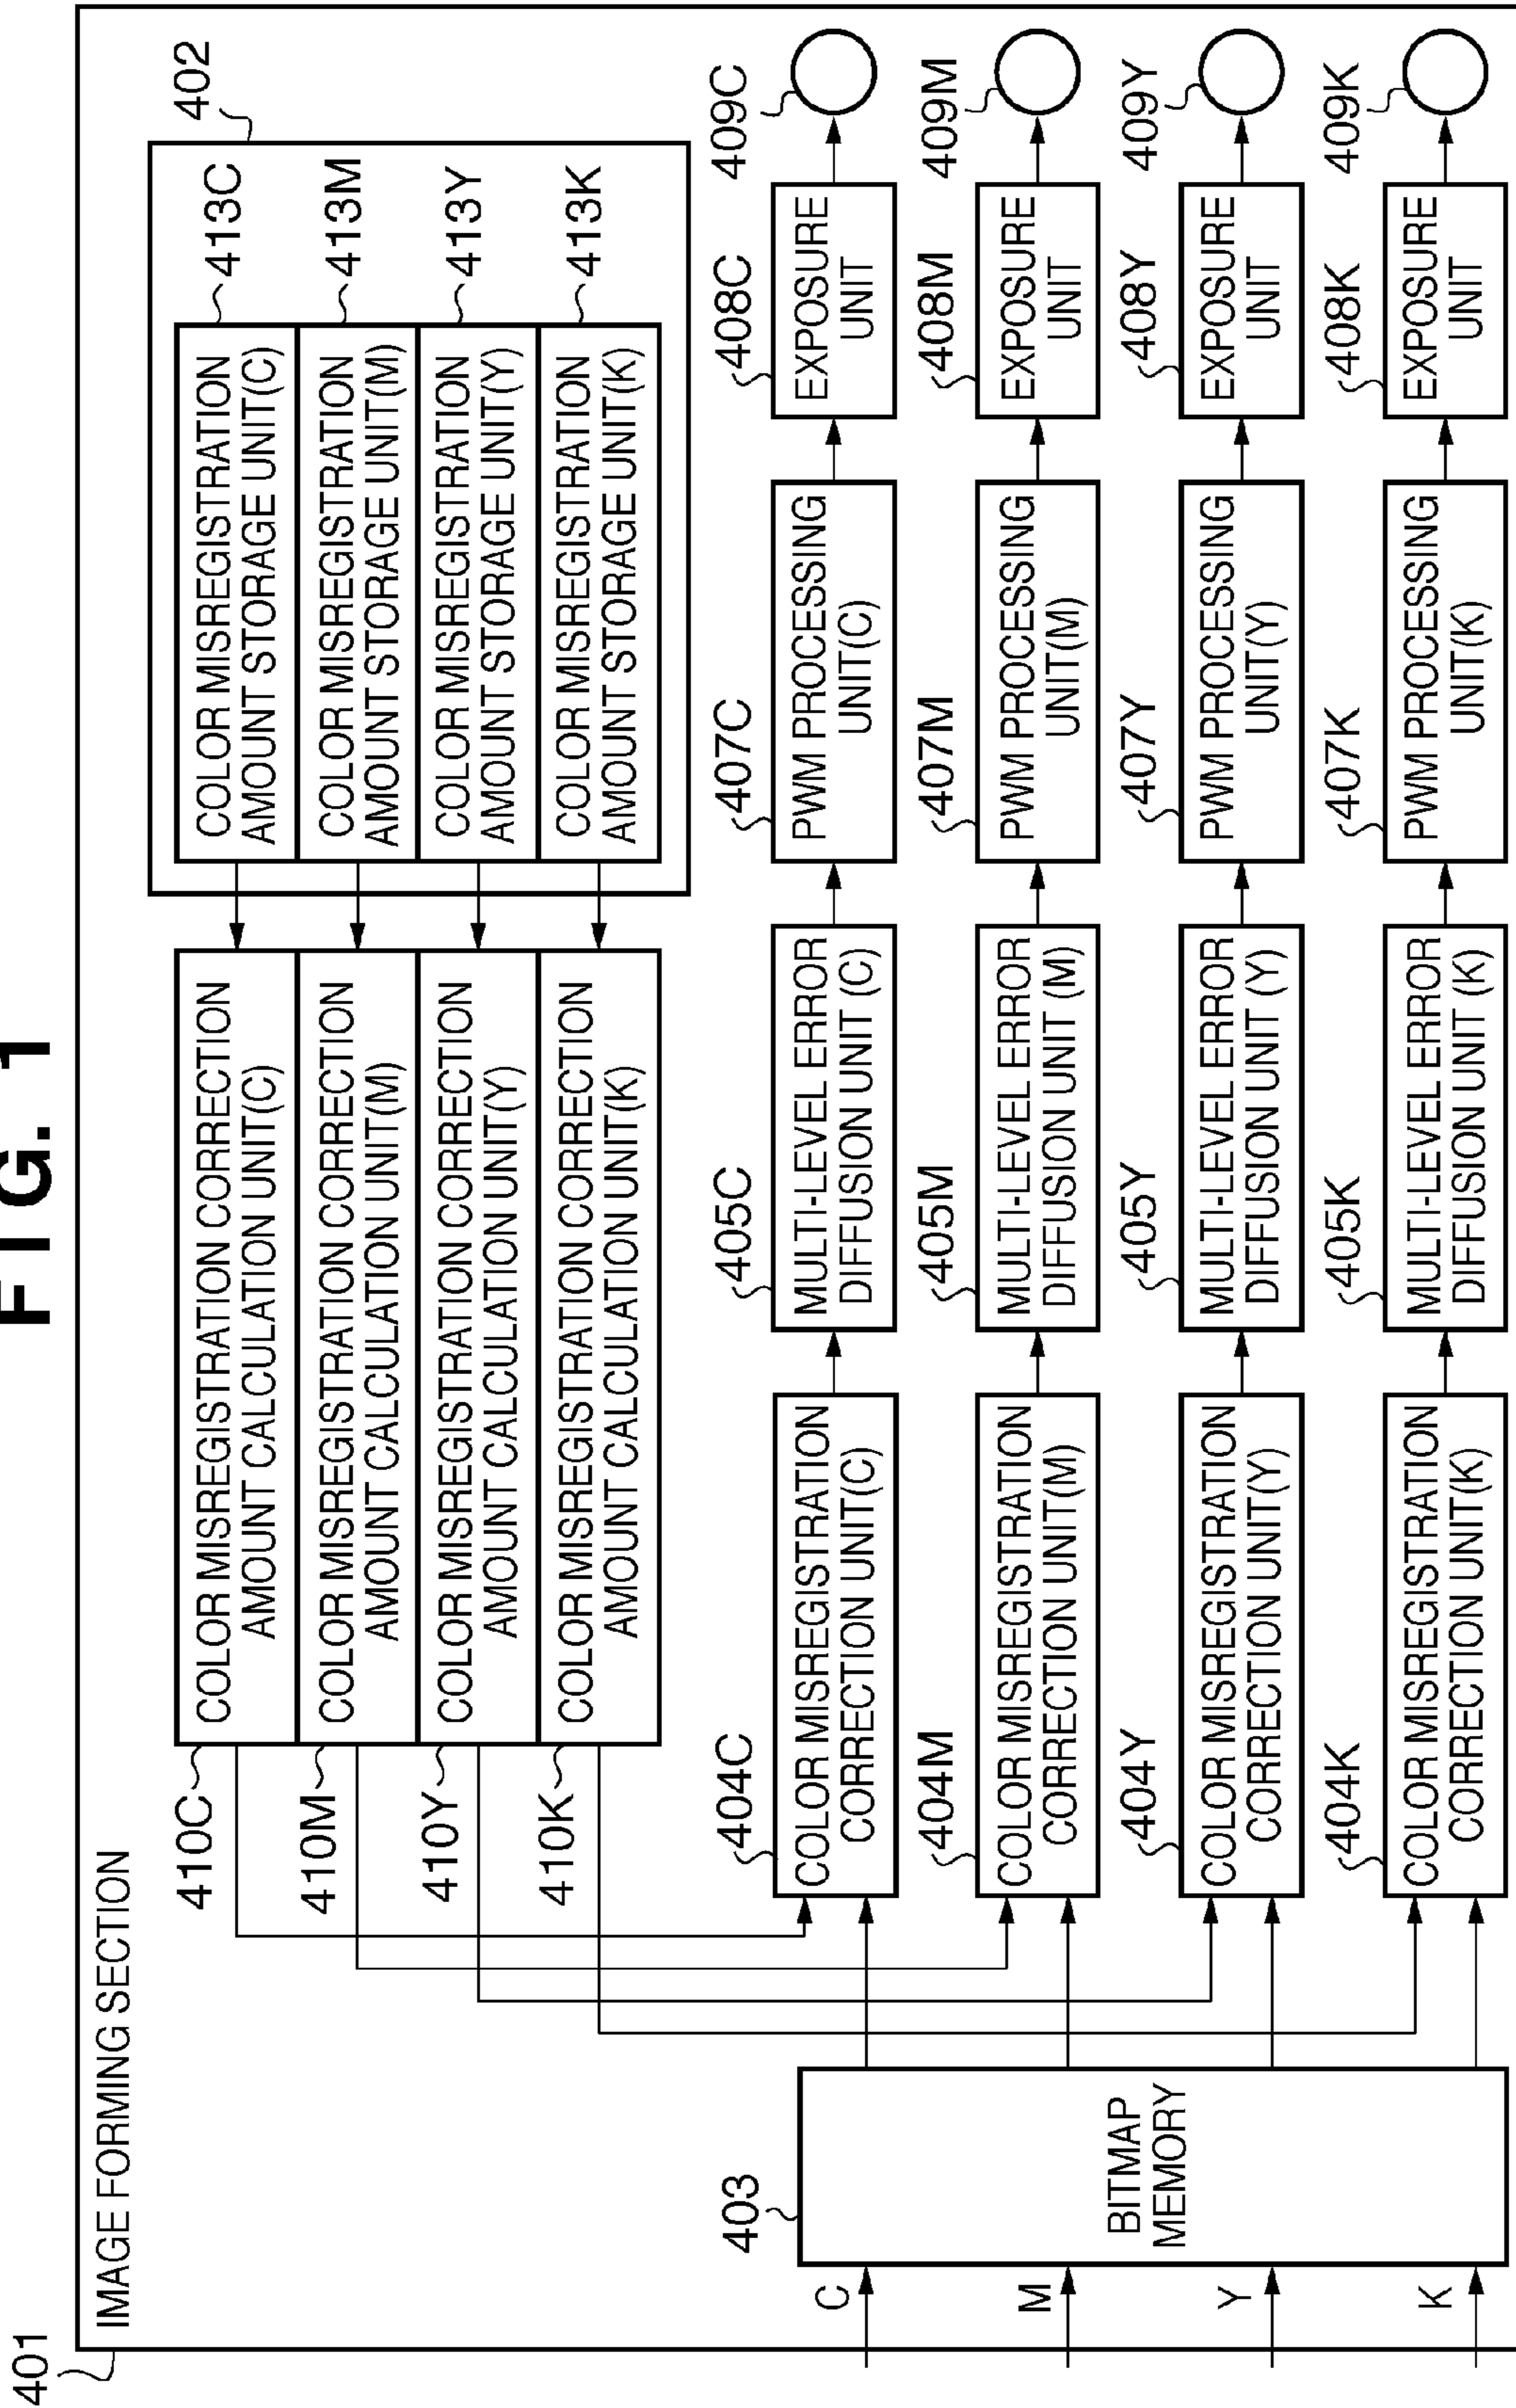 FIG. 1
401
IMAGE FORMING SECTION
402
410C
COLOR MISREGISTRATION CORRECTION
AMOUNT CALCULATION UNIT(C)
COLOR MISREGISTRATION
AMOUNT STORAGE UNIT(C)
413C
410M
COLOR MISREGISTRATION CORRECTION
AMOUNT CALCULATION UNIT(M)
COLOR MISREGISTRATION
AMOUNT STORAGE UNIT(M)
413M
410Y
COLOR MISREGISTRATION CORRECTION
AMOUNT CALCULATION UNIT(Y)
COLOR MISREGISTRATION
AMOUNT STORAGE UNIT(Y)
413Y
410K
COLOR MISREGISTRATION CORRECTION
AMOUNT CALCULATION UNIT(K)
COLOR MISREGISTRATION
AMOUNT STORAGE UNIT(K)
413K
403
BITMAP
MEMORY
C
404C
COLOR MISREGISTRATION
CORRECTION UNIT(C)
405C
MULTI-LEVEL ERROR
DIFFUSION UNIT (C)
407C
PWM PROCESSING
UNIT(C)
408C
EXPOSURE
UNIT
409C
M
404M
COLOR MISREGISTRATION
CORRECTION UNIT(M)
405M
MULTI-LEVEL ERROR
DIFFUSION UNIT (M)
407M
PWM PROCESSING
UNIT(M)
408M
EXPOSURE
UNIT
409M
Y
404Y
COLOR MISREGISTRATION
CORRECTION UNIT(Y)
405Y
MULTI-LEVEL ERROR
DIFFUSION UNIT (Y)
407Y
PWM PROCESSING
UNIT(Y)
408Y
EXPOSURE
UNIT
409Y
K
404K
COLOR MISREGISTRATION
CORRECTION UNIT(K)
405K
MULTI-LEVEL ERROR
DIFFUSION UNIT (K)
407K
PWM PROCESSING
UNIT(K)
408K
EXPOSURE
UNIT
409K